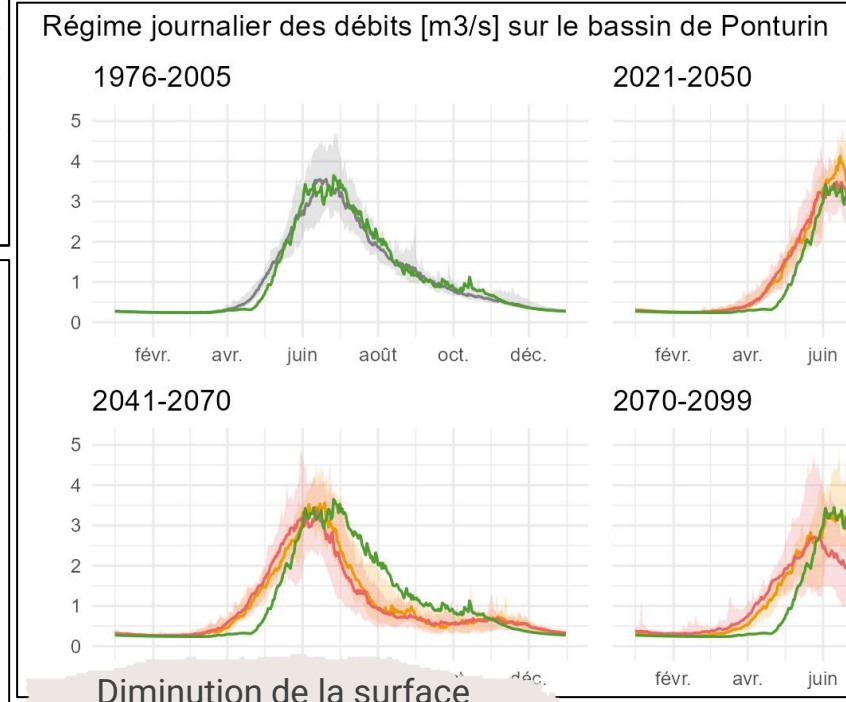 Régime journalier des débits [m3/s] sur le bassin de Ponturin
1976-2005
2021-2050
5
4
3
2
1
0
févr. avr. juin août oct. déc.
févr. avr. juin
2041-2070
2070-2099
5
4
3
2
1
0
déc.
févr. avr. juin
Diminution de la surface